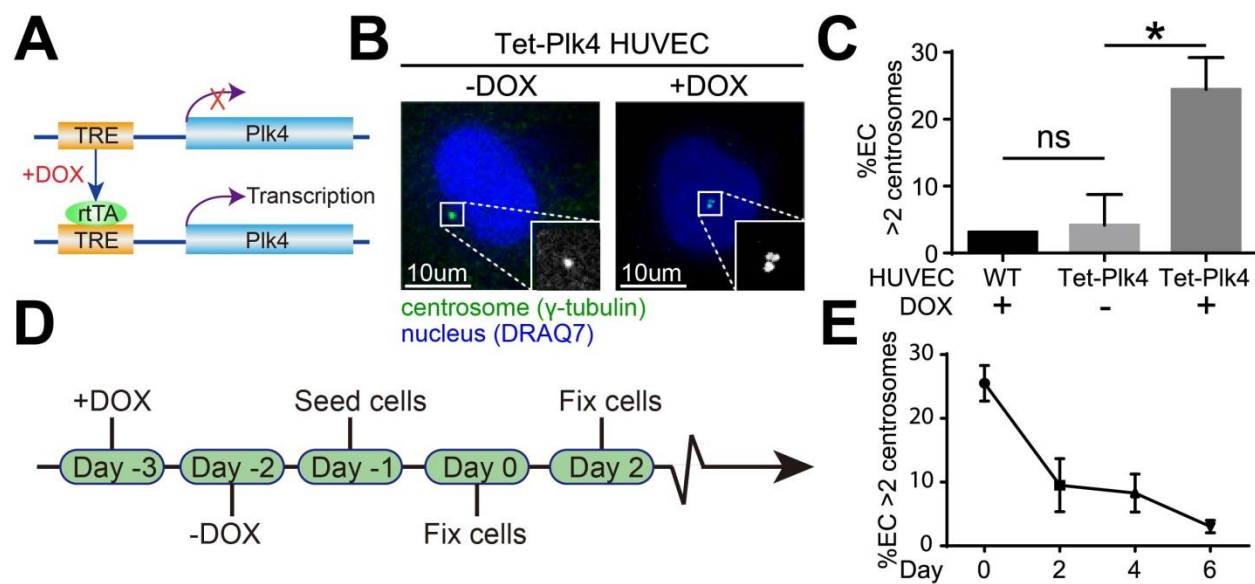 A
TRE
Plk4
X
+DOX
rtTA
Transcription
TRE
Plk4
B
Tet-Plk4 HUVEC
-DOX
+DOX
10um
10um
centrosome (γ-tubulin)
nucleus (DRAQ7)
C
%EC
>2 centrosomes
30
20
10
0
ns
*
HUVEC WT Tet-Plk4 Tet-Plk4
DOX + - +
D
+DOX
Seed cells
Fix cells
Day -3
Day -2
Day -1
Day 0
Day 2
-DOX
Fix cells
E
%EC >2 centrosomes
30
20
10
0
Day 0 2 4 6